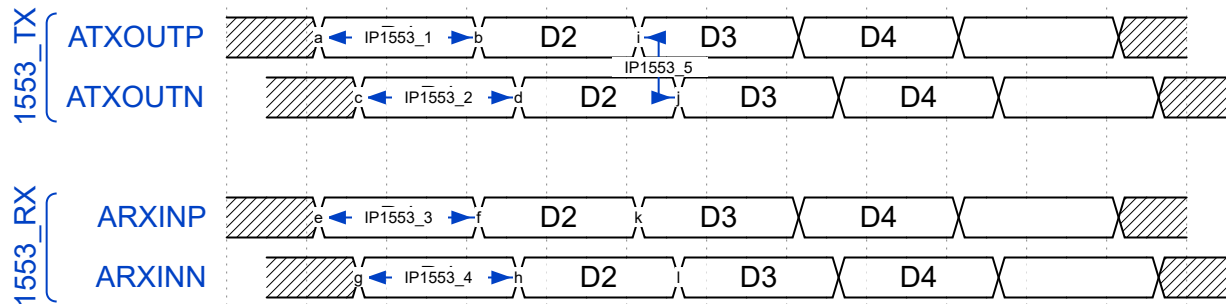 1553_TX
ATXOUTP a IP1553_1 b D2 i D3 D4
IP1553_5
ATXOUTN c IP1553_2 d D2 j D3 D4
1553_RX
ARXINP e IP1553_3 f D2 k D3 D4
ARXINN g IP1553_4 h D2 l D3 D4